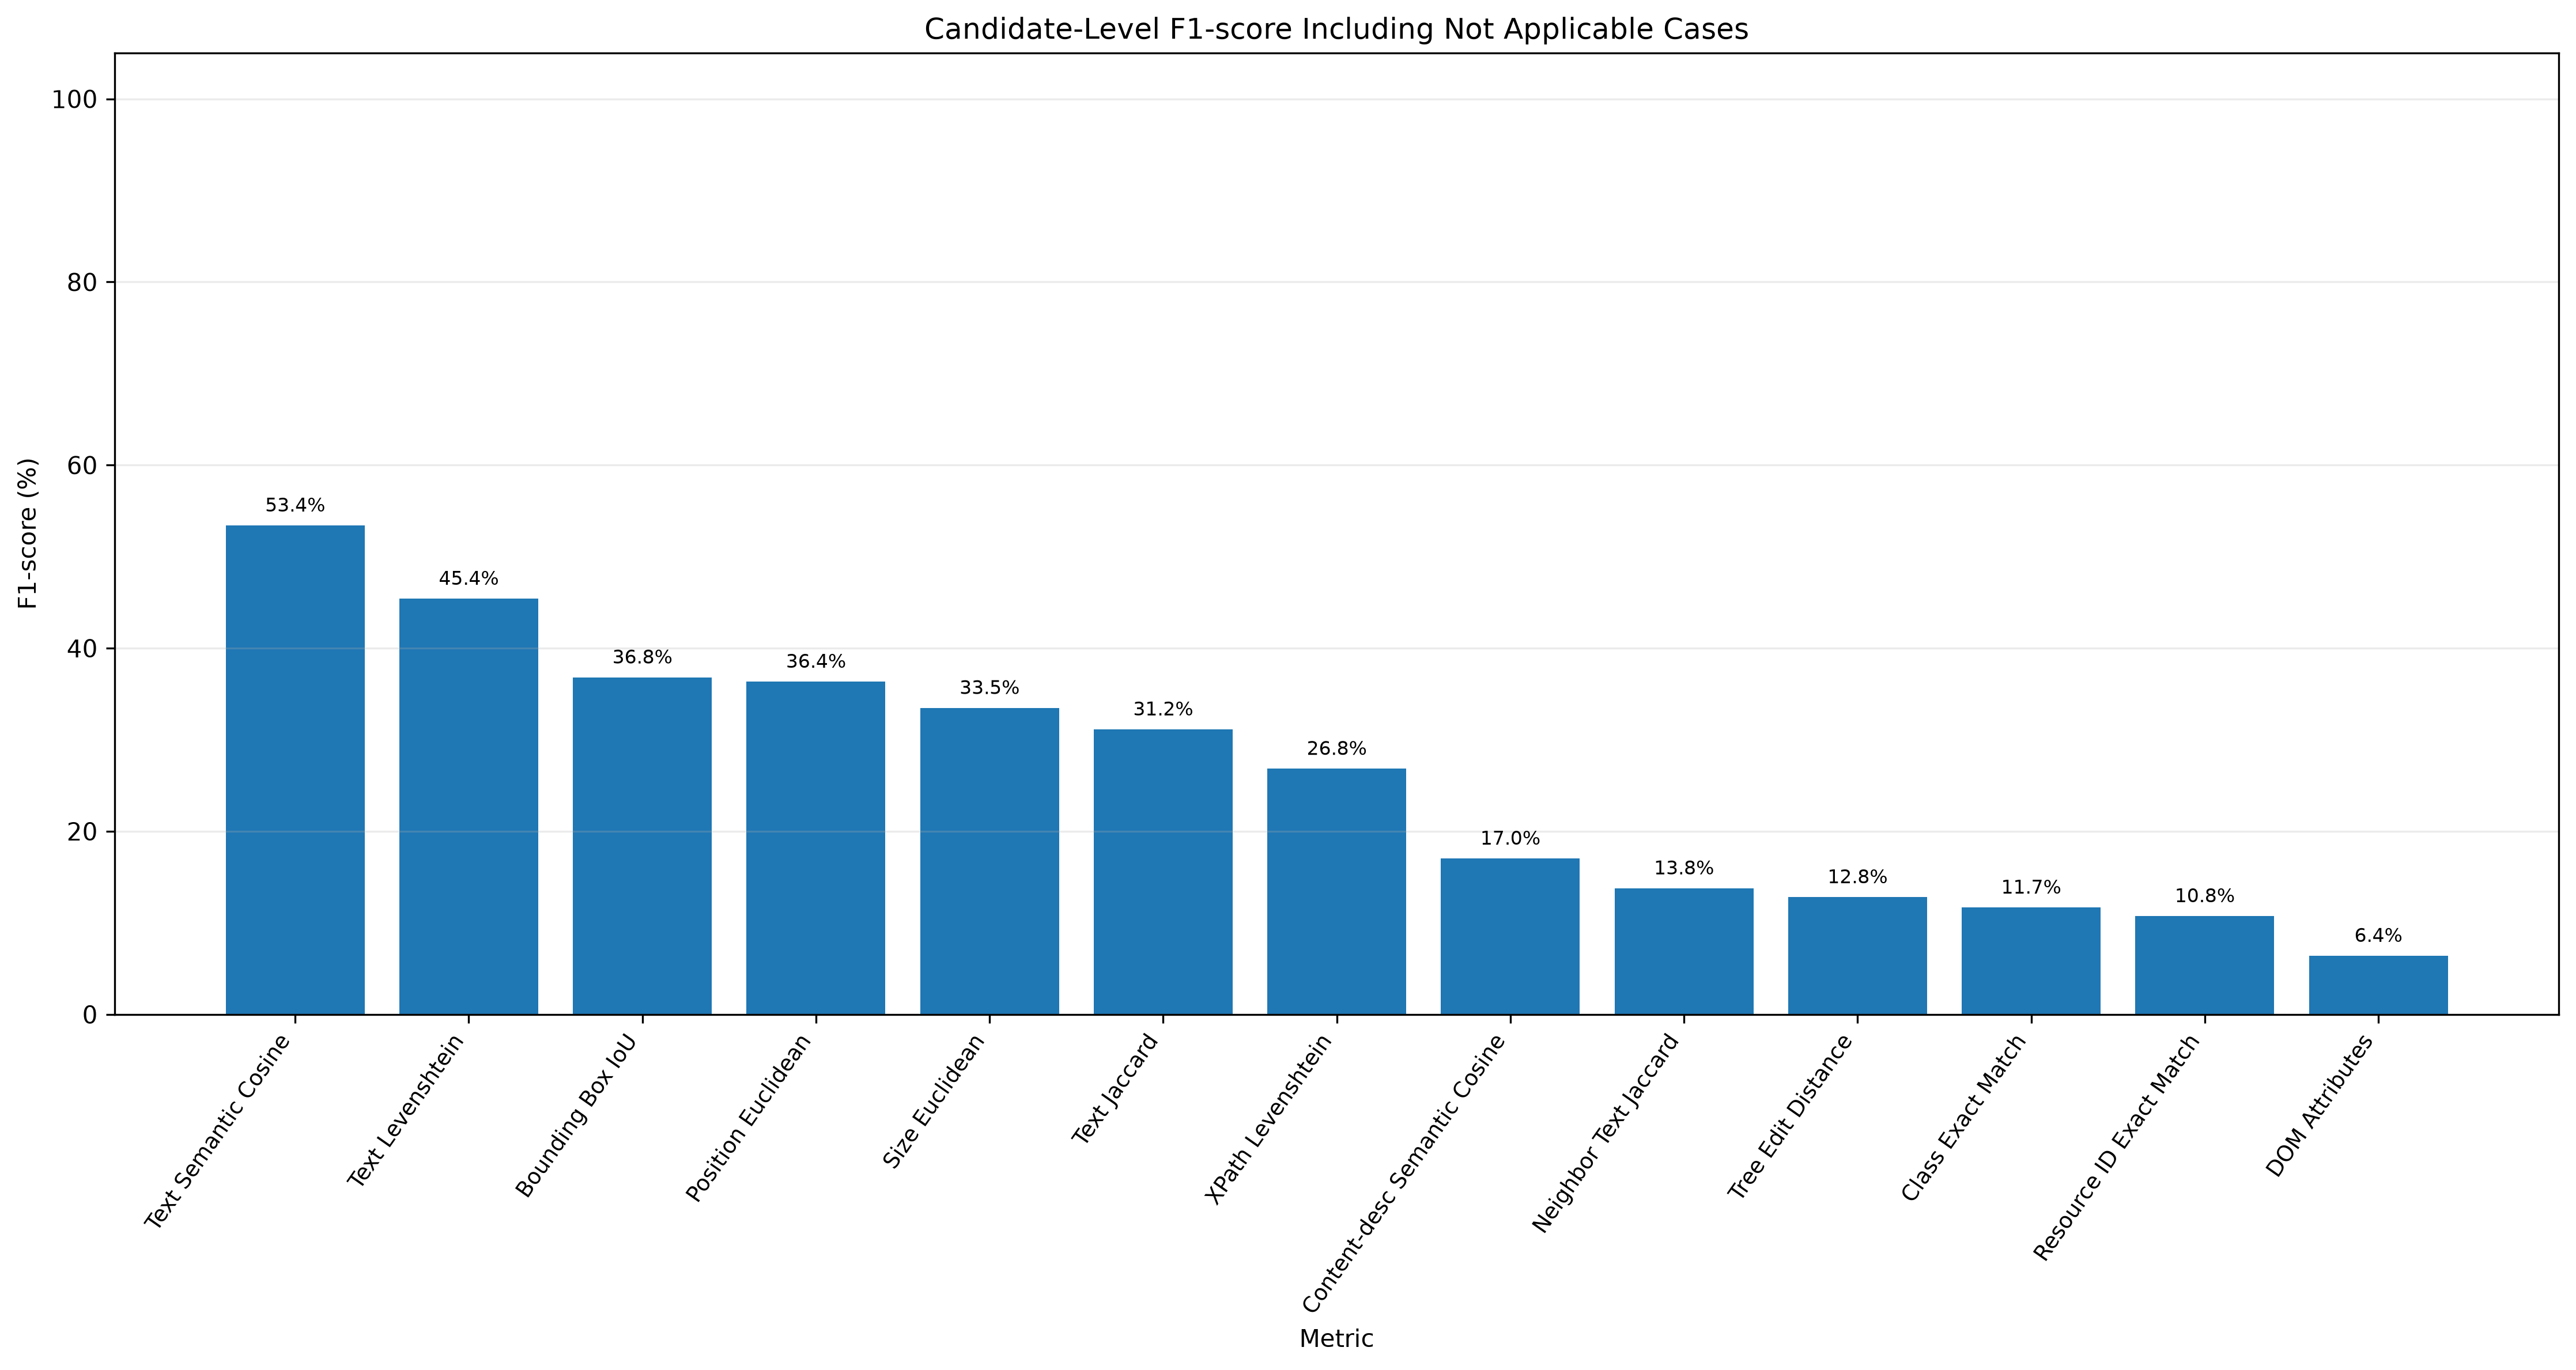 Candidate-Level F1-score Including Not Applicable Cases
F1-score (%)
100
80
60
40
20
0
53.4%
45.4%
36.8%
36.4%
33.5%
31.2%
26.8%
17.0%
13.8%
12.8%
11.7%
10.8%
6.4%
Text Semantic Cosine
Text Levenshtein
Bounding Box IoU
Position Euclidean
Size Euclidean
Text Jaccard
XPath Levenshtein
Content-desc Semantic Cosine
Neighbor Text Jaccard
Tree Edit Distance
Class Exact Match
Resource ID Exact Match
DOM Attributes
Metric